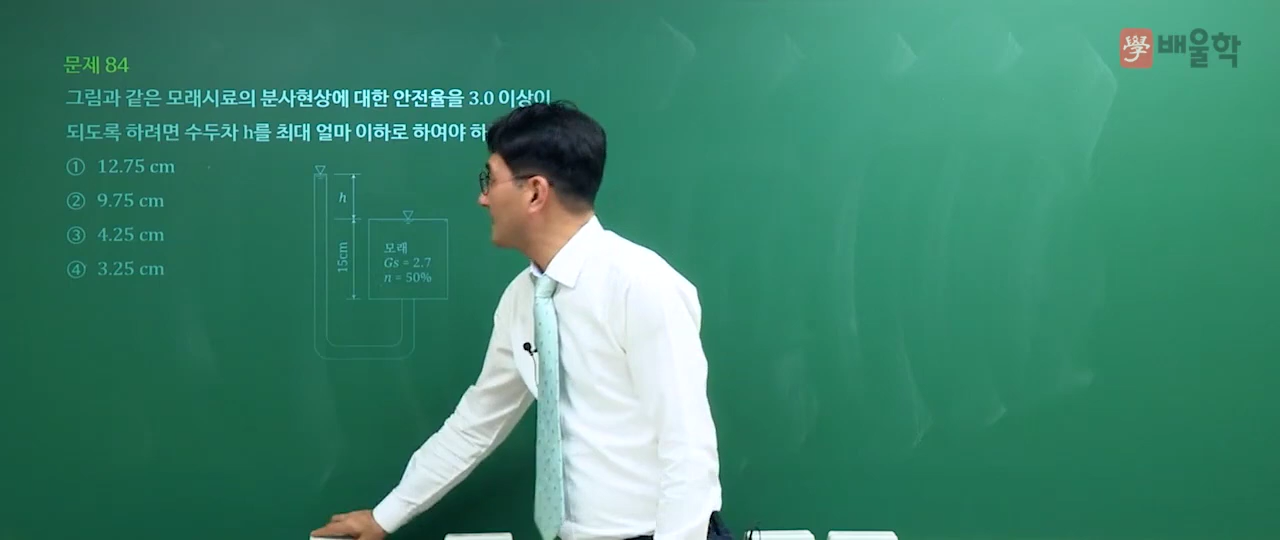 學 배울학
문제 84
그림과 같은 모래시료의 분사현상에 대한 안전율을 3.0 이상이
되도록 하려면 수두차 h를 최대 얼마 이하로 하여야 하
① 12.75 cm
② 9.75 cm
③ 4.25 cm
④ 3.25 cm
h
15cm
모래
Gs = 2.7
n = 50%